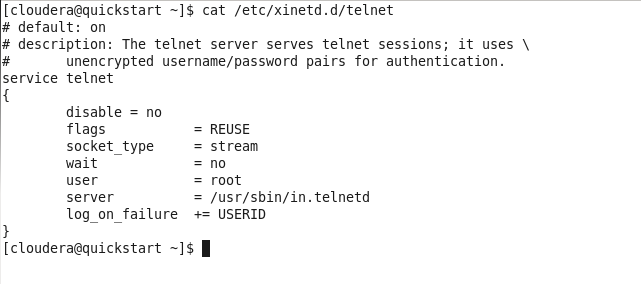 [cloudera@quickstart ~]$ cat /etc/xinetd.d/telnet
# default: on
# description: The telnet server serves telnet sessions; it uses \
#       unencrypted username/password pairs for authentication.
service telnet
{
        disable = no
        flags           = REUSE
        socket_type     = stream
        wait            = no
        user            = root
        server          = /usr/sbin/in.telnetd
        log_on_failure  += USERID
}
[cloudera@quickstart ~]$